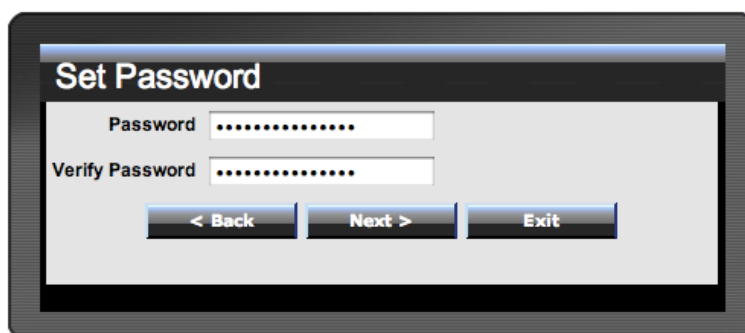 Set Password
Password •••••••••••••••
Verify Password •••••••••••••••
< Back Next > Exit